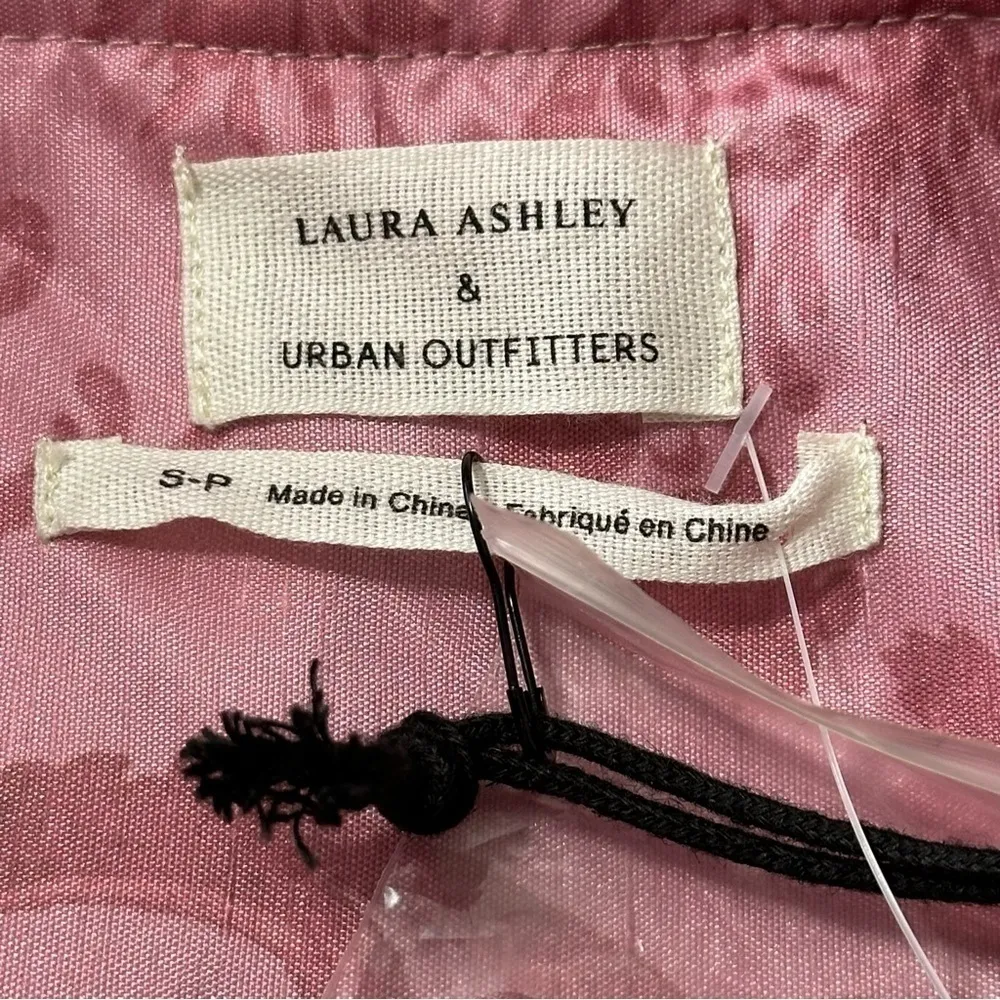 LAURA ASHLEY
&
URBAN OUTFITTERS
S-P Made in China Fabriqué en Chine